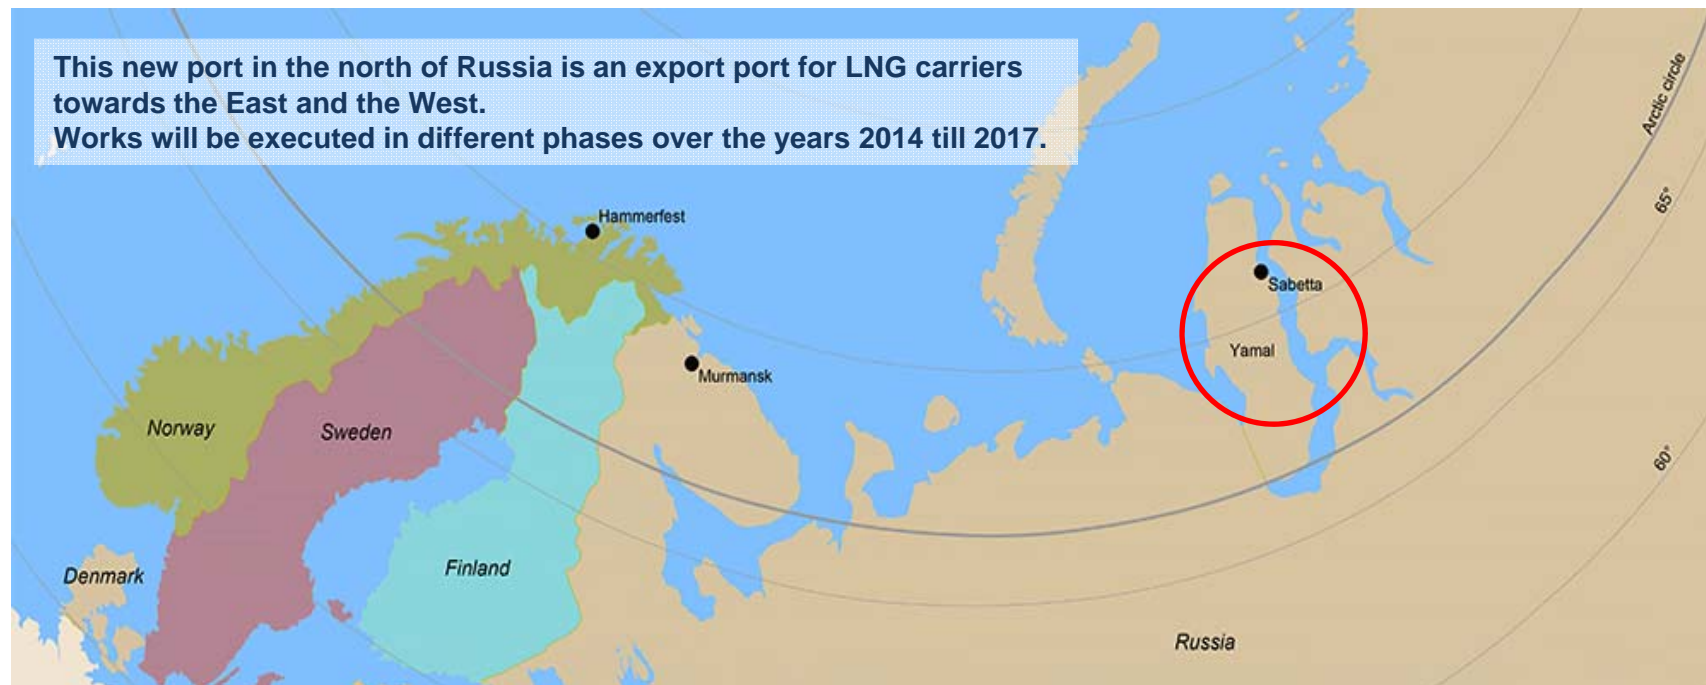 This new port in the north of Russia is an export port for LNG carriers
towards the East and the West.
Works will be executed in different phases over the years 2014 till 2017.
Arctic circle
65°
Hammerfest
Sabetta
Yamal
Murmansk
Norway
Sweden
60°
Finland
Denmark
Russia